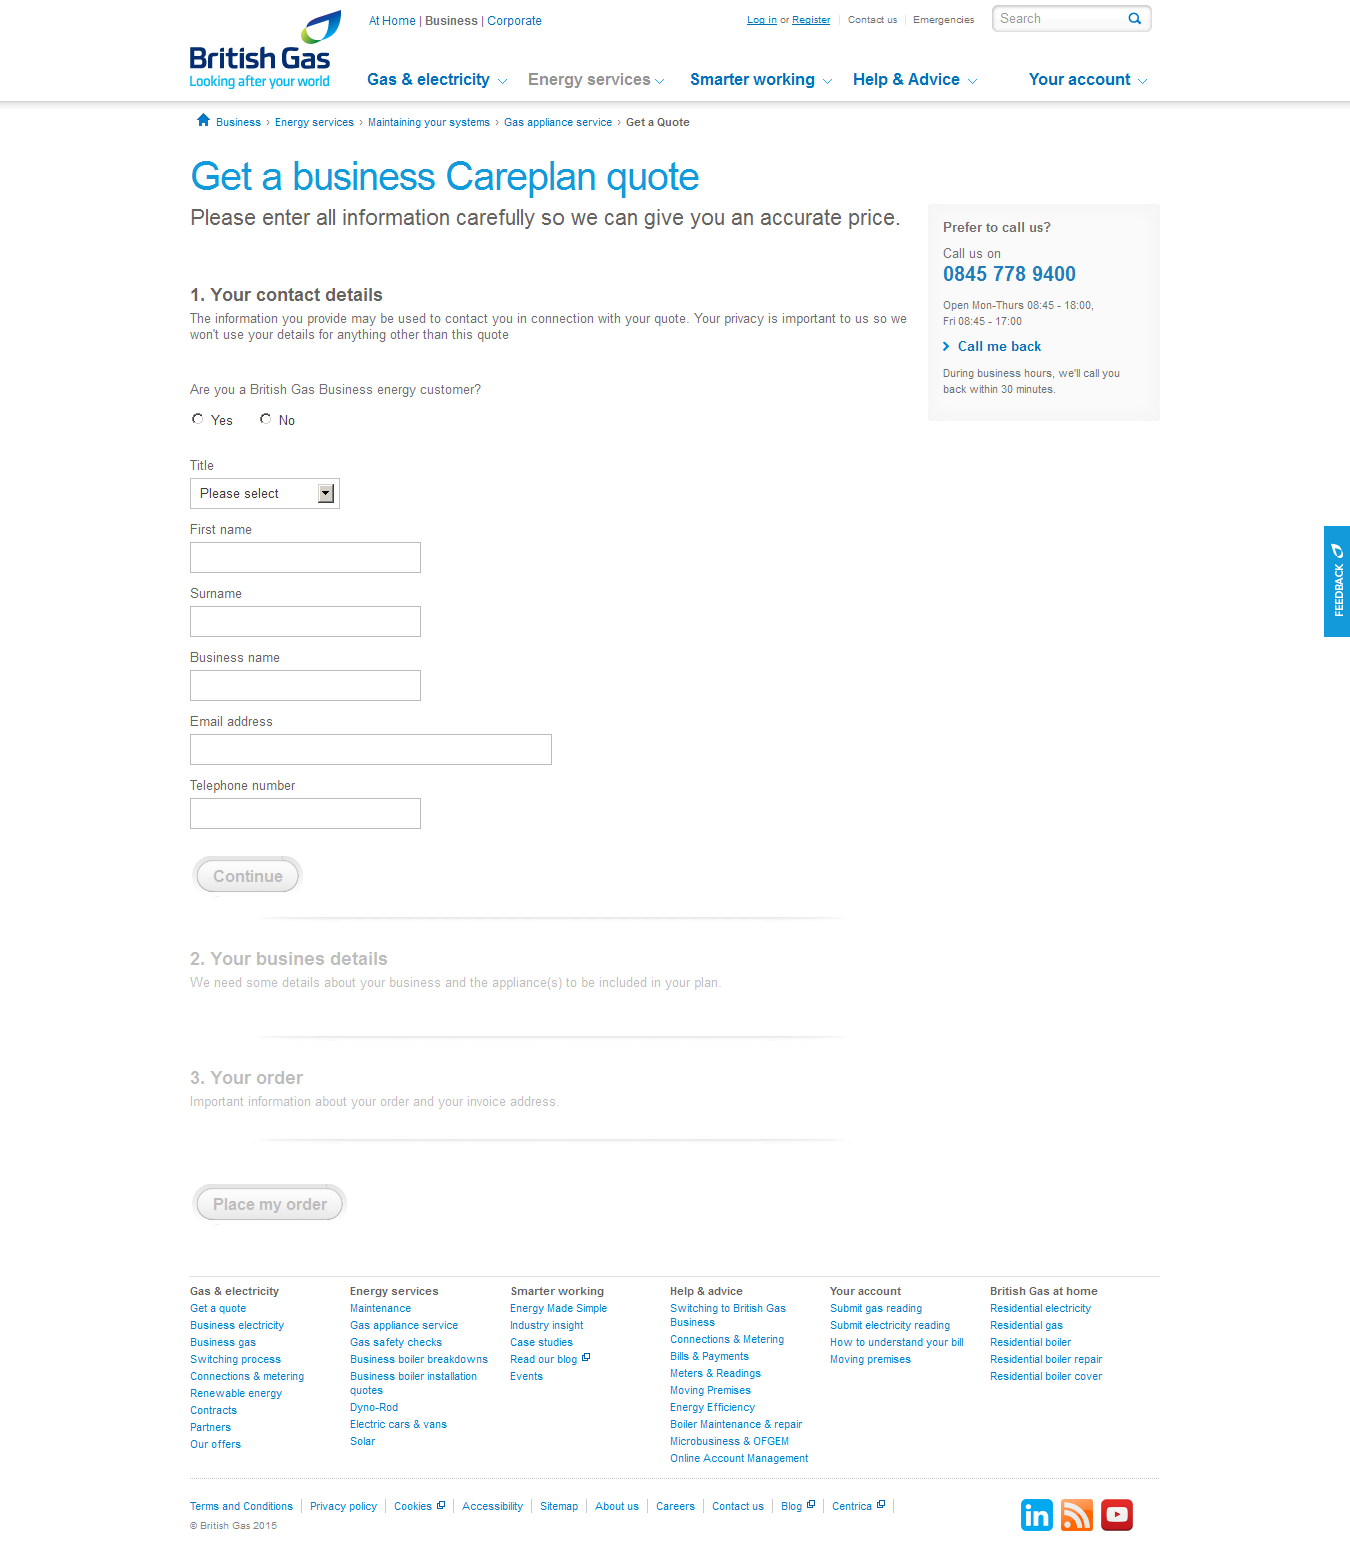 At Home | Business | Corporate
Log in or Register
Contact us
Emergencies
Search
British Gas
Looking after your world
Gas & electricity
Energy services
Smarter working
Help & Advice
Your account
Business › Energy services › Maintaining your systems › Gas appliance service › Get a Quote
Get a business Careplan quote
Please enter all information carefully so we can give you an accurate price.
Prefer to call us?
Call us on
0845 778 9400
Open Mon-Thurs 08:45 - 18:00,
Fri 08:45 - 17:00
Call me back
During business hours, we'll call you
back within 30 minutes.
1. Your contact details
The information you provide may be used to contact you in connection with your quote. Your privacy is important to us so we
won't use your details for anything other than this quote
Are you a British Gas Business energy customer?
Yes
No
Title
Please select
First name
Surname
Business name
Email address
Telephone number
FEEDBACK
Continue
2. Your busines details
We need some details about your business and the appliance(s) to be included in your plan.
3. Your order
Important information about your order and your invoice address.
Place my order
Gas & electricity
Get a quote
Business electricity
Business gas
Switching process
Connections & metering
Renewable energy
Contracts
Partners
Our offers
Energy services
Maintenance
Gas appliance service
Gas safety checks
Business boiler breakdowns
Business boiler installation
quotes
Dyno-Rod
Electric cars & vans
Solar
Smarter working
Energy Made Simple
Industry insight
Case studies
Read our blog
Events
Help & advice
Switching to British Gas
Business
Connections & Metering
Bills & Payments
Meters & Readings
Moving Premises
Energy Efficiency
Boiler Maintenance & repair
Microbusiness & OFGEM
Online Account Management
Your account
Submit gas reading
Submit electricity reading
How to understand your bill
Moving premises
British Gas at home
Residential electricity
Residential gas
Residential boiler
Residential boiler repair
Residential boiler cover
Terms and Conditions
Privacy policy
Cookies
Accessibility
Sitemap
About us
Careers
Contact us
Blog
Centrica
© British Gas 2015
in